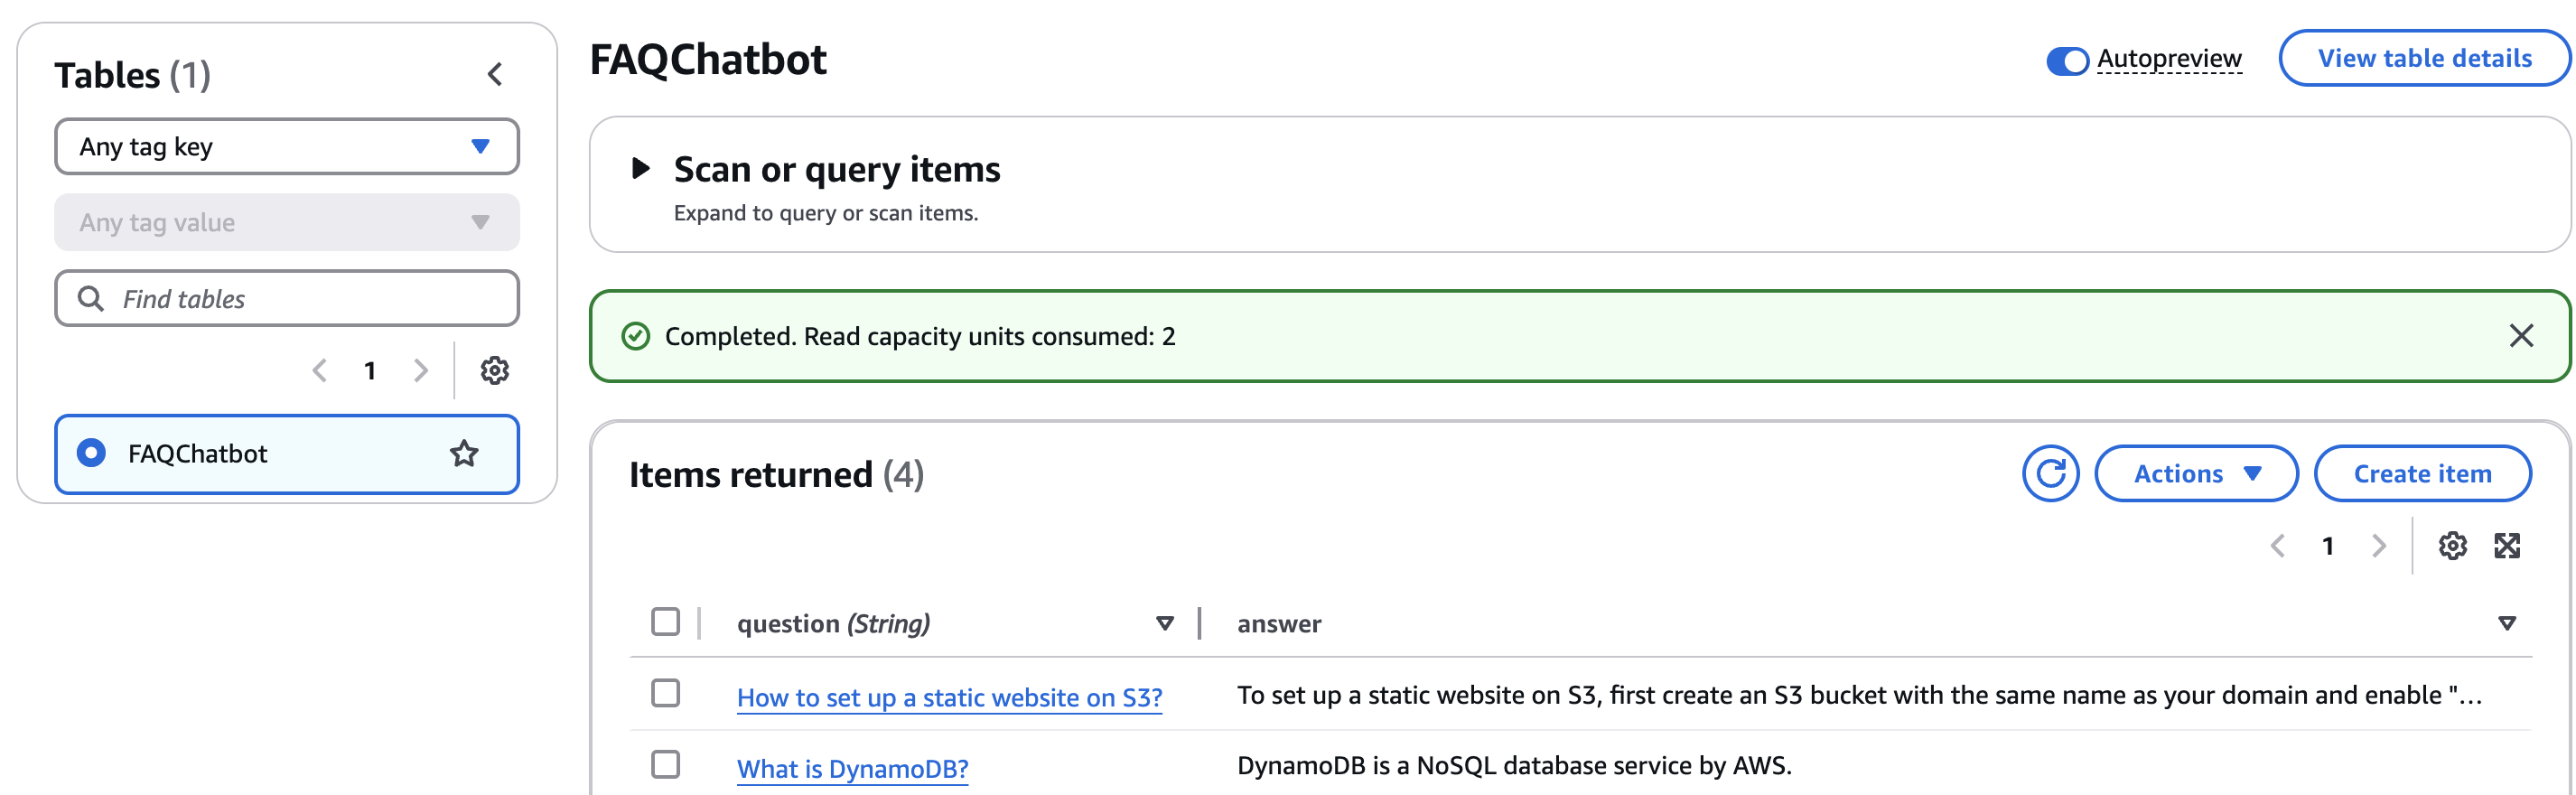 Tables (1)
Any tag key
Any tag value
Find tables
1
FAQChatbot
FAQChatbot
Autopreview
View table details
Scan or query items
Expand to query or scan items.
Completed. Read capacity units consumed: 2
Items returned (4)
Actions
Create item
1
question (String)
answer
How to set up a static website on S3?
To set up a static website on S3, first create an S3 bucket with the same name as your domain and enable "...
What is DynamoDB?
DynamoDB is a NoSQL database service by AWS.